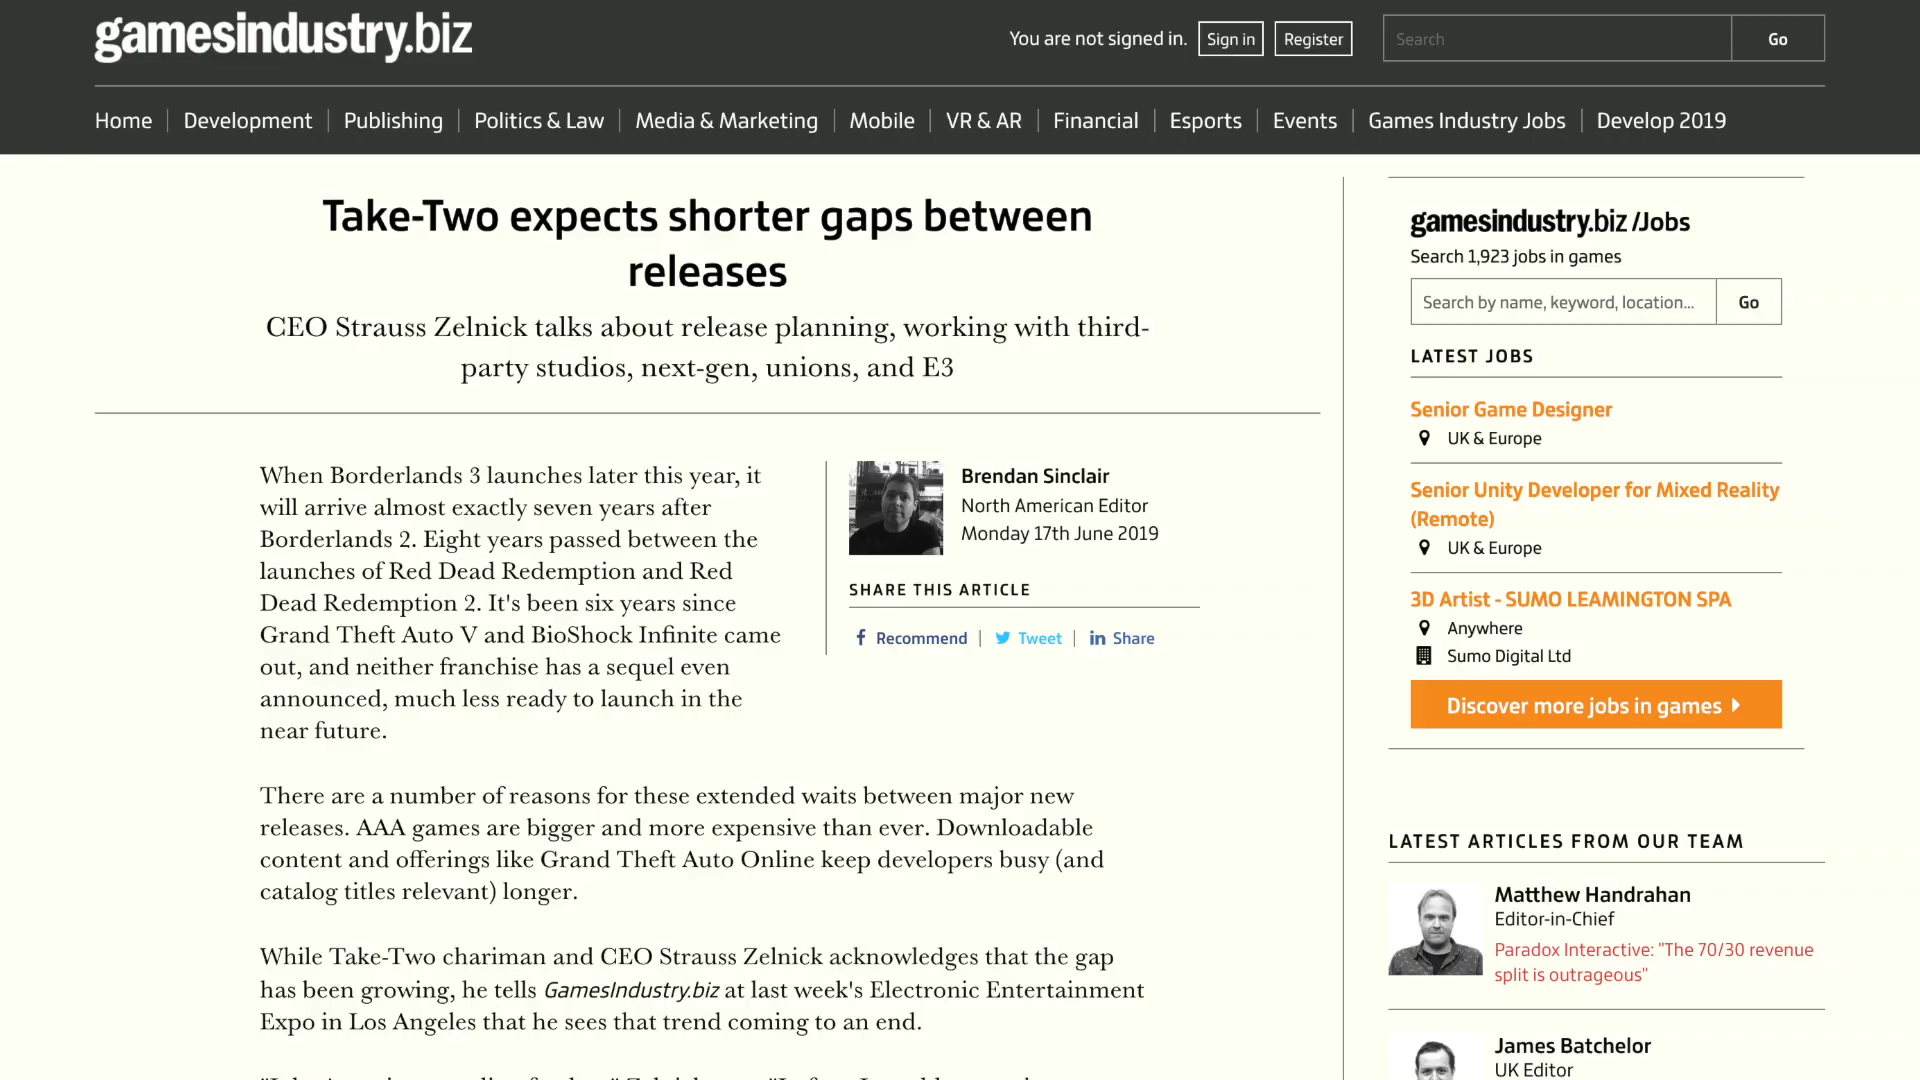 gamesindustry.biz
You are not signed in. Sign in Register Search Go
Home Development Publishing Politics & Law Media & Marketing Mobile VR & AR Financial Esports Events Games Industry Jobs Develop 2019
Take-Two expects shorter gaps between
releases
CEO Strauss Zelnick talks about release planning, working with third-
party studios, next-gen, unions, and E3
When Borderlands 3 launches later this year, it
will arrive almost exactly seven years after
Borderlands 2. Eight years passed between the
launches of Red Dead Redemption and Red
Dead Redemption 2. It's been six years since
Grand Theft Auto V and BioShock Infinite came
out, and neither franchise has a sequel even
announced, much less ready to launch in the
near future.
Brendan Sinclair
North American Editor
Monday 17th June 2019
SHARE THIS ARTICLE
Recommend Tweet Share
There are a number of reasons for these extended waits between major new
releases. AAA games are bigger and more expensive than ever. Downloadable
content and offerings like Grand Theft Auto Online keep developers busy (and
catalog titles relevant) longer.
While Take-Two chariman and CEO Strauss Zelnick acknowledges that the gap
has been growing, he tells GamesIndustry.biz at last week's Electronic Entertainment
Expo in Los Angeles that he sees that trend coming to an end.
gamesindustry.biz /Jobs
Search 1,923 jobs in games
Search by name, keyword, location... Go
LATEST JOBS
Senior Game Designer
UK & Europe
Senior Unity Developer for Mixed Reality
(Remote)
UK & Europe
3D Artist - SUMO LEAMINGTON SPA
Anywhere
Sumo Digital Ltd
Discover more jobs in games
LATEST ARTICLES FROM OUR TEAM
Matthew Handrahan
Editor-in-Chief
Paradox Interactive: "The 70/30 revenue
split is outrageous"
James Batchelor
UK Editor